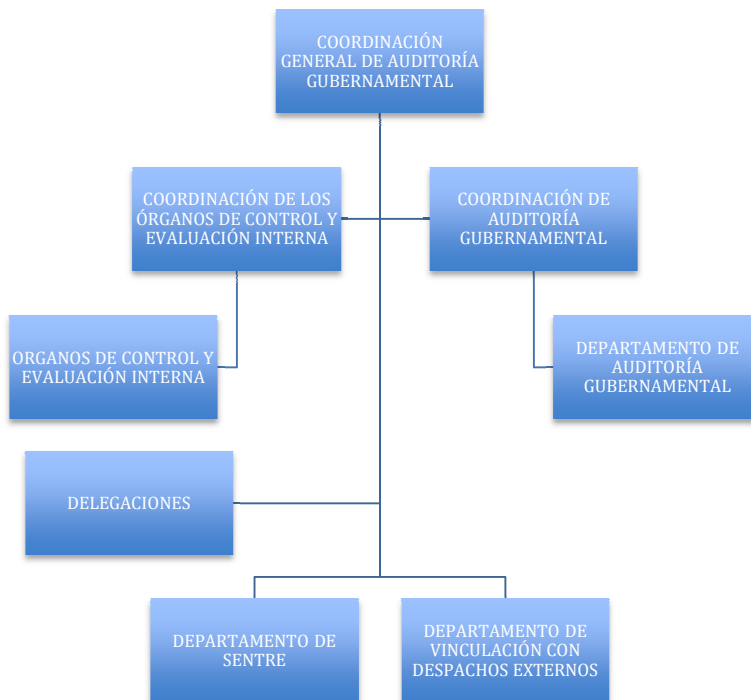 COORDINACIÓN
GENERAL DE AUDITORÍA
GUBERNAMENTAL
COORDINACIÓN DE LOS
ÓRGANOS DE CONTROL Y
EVALUACIÓN INTERNA
COORDINACIÓN DE
AUDITORÍA
GUBERNAMENTAL
ORGANOS DE CONTROL Y
EVALUACIÓN INTERNA
DEPARTAMENTO DE
AUDITORÍA
GUBERNAMENTAL
DELEGACIONES
DEPARTAMENTO DE
SENTRE
DEPARTAMENTO DE
VINCULACIÓN CON
DESPACHOS EXTERNOS